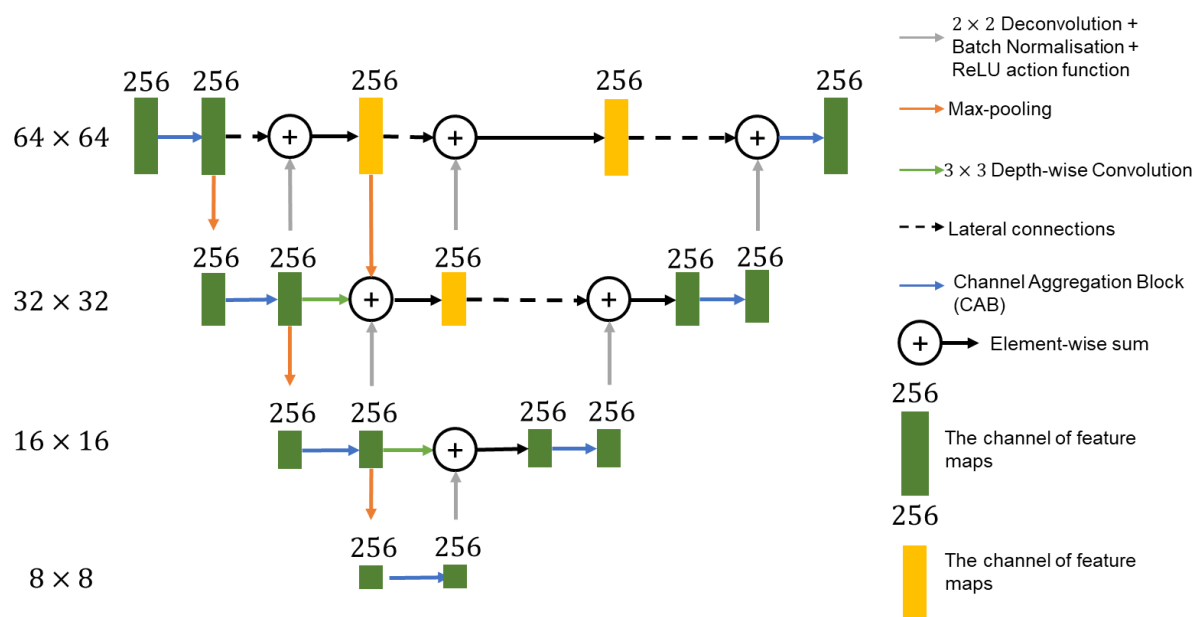 2 × 2 Deconvolution +
Batch Normalisation +
ReLU action function
256 256 256 256 256
Max-pooling
64 × 64
3 × 3 Depth-wise Convolution
Lateral connections
256 256 256 256 256
Channel Aggregation Block
(CAB)
32 × 32
Element-wise sum
256
256 256 256 256
16 × 16
The channel of feature
maps
256
256 256
The channel of feature
maps
8 × 8